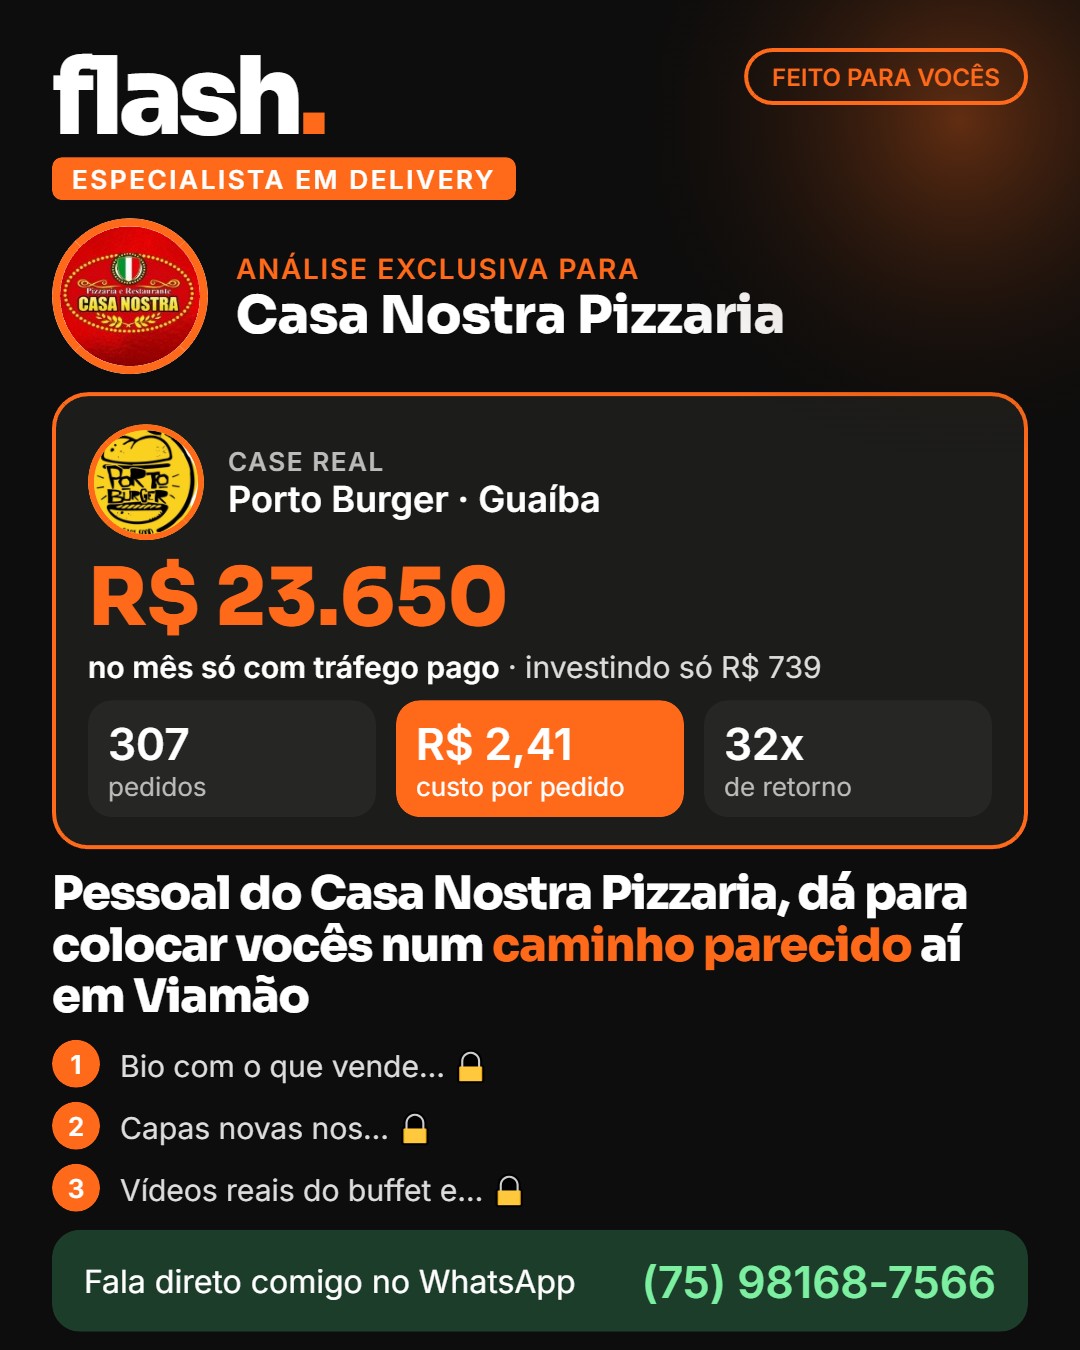 flash.
FEITO PARA VOCÊS
ESPECIALISTA EM DELIVERY
Pizzaria e Restaurante
CASA NOSTRA
ANÁLISE EXCLUSIVA PARA
Casa Nostra Pizzaria
PORTO
BURGER
CASE REAL
Porto Burger · Guaíba
R$ 23.650
no mês só com tráfego pago · investindo só R$ 739
307
pedidos
R$ 2,41
custo por pedido
32x
de retorno
Pessoal do Casa Nostra Pizzaria, dá para
colocar vocês num caminho parecido aí
em Viamão
1 Bio com o que vende...
2 Capas novas nos...
3 Vídeos reais do buffet e...
Fala direto comigo no WhatsApp (75) 98168-7566